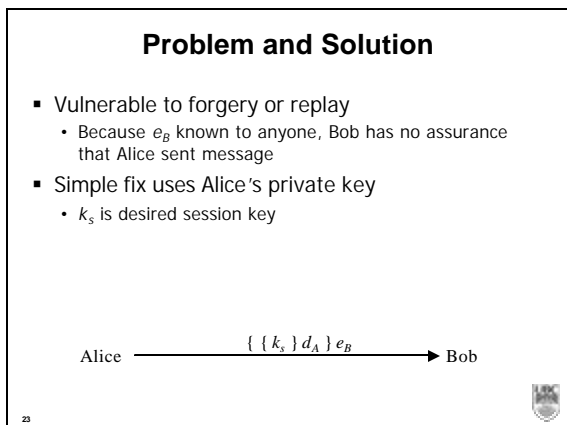 Problem and Solution
▪ Vulnerable to forgery or replay
• Because e_B known to anyone, Bob has no assurance
that Alice sent message
▪ Simple fix uses Alice's private key
• k_s is desired session key
{ { k_s } d_A } e_B
Alice Bob
23
UBC